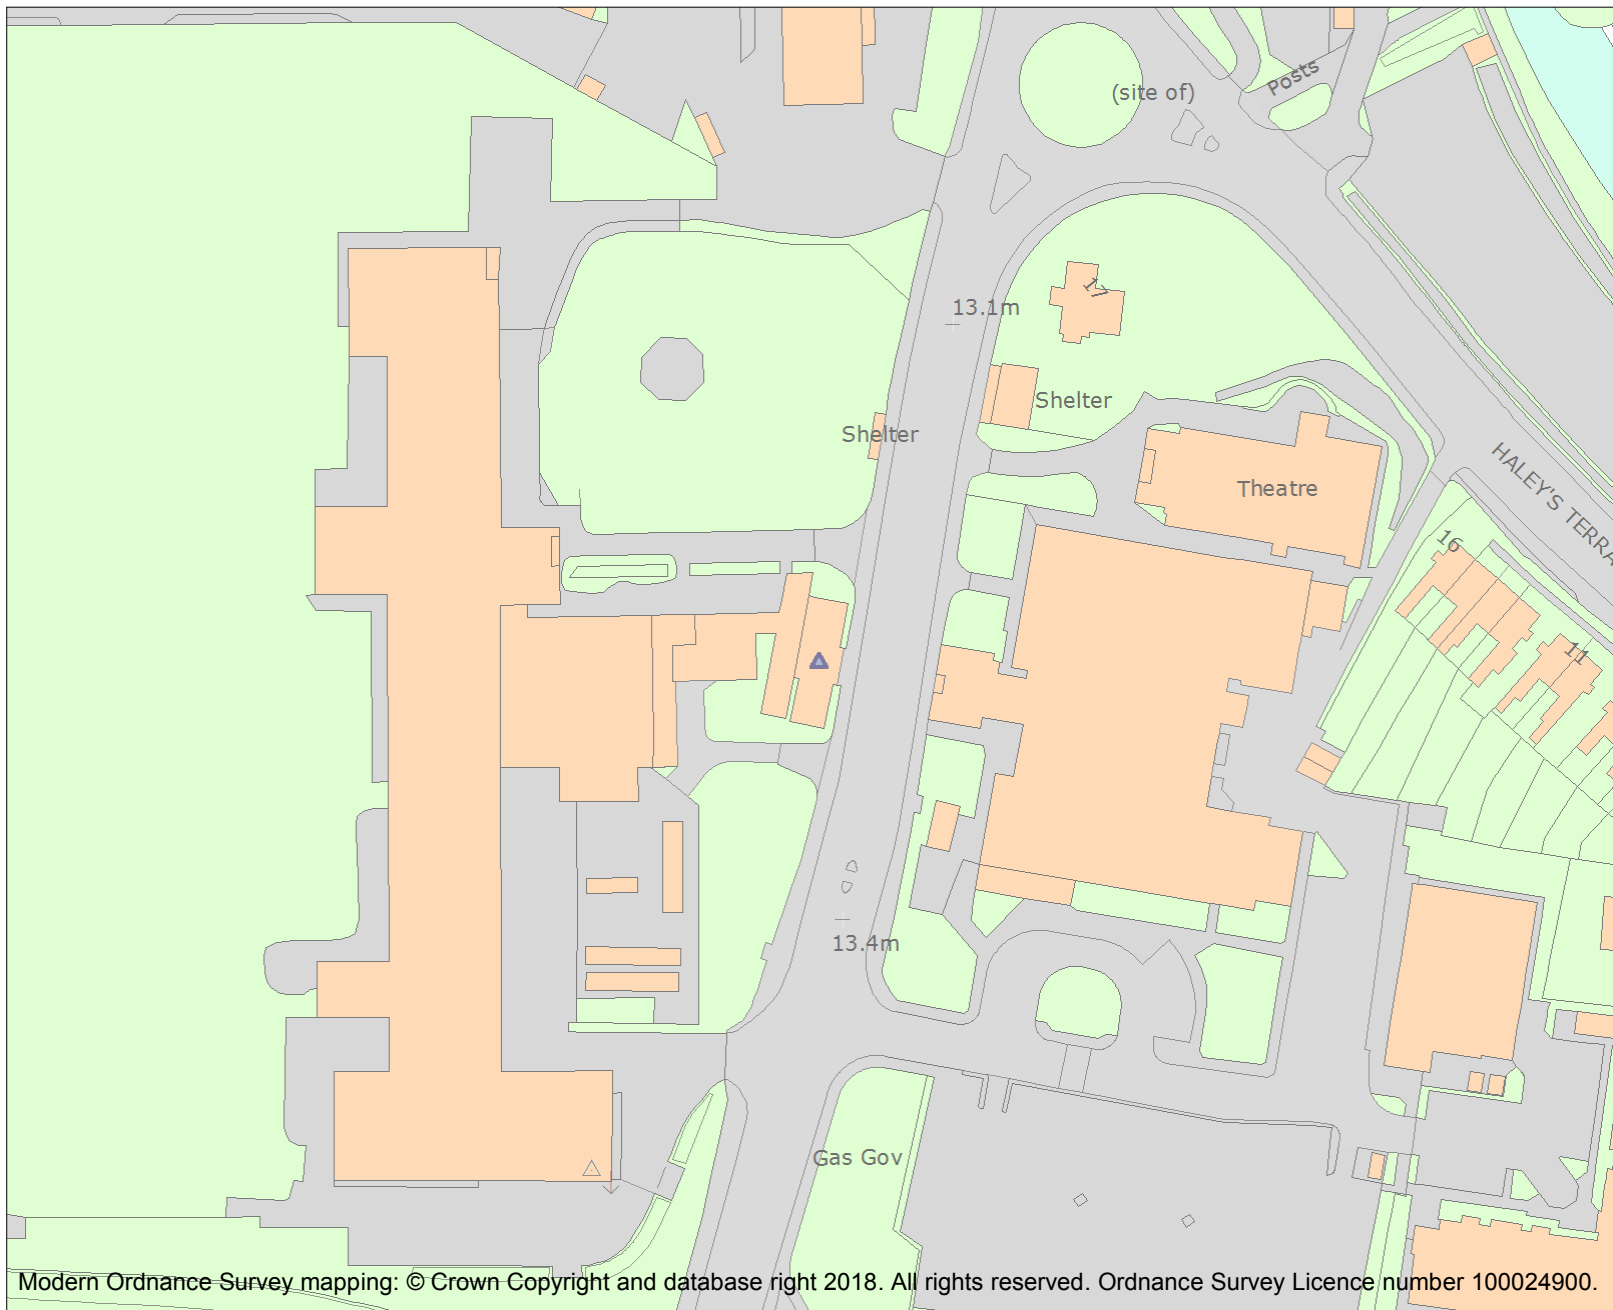 (site of)
Posts
17
13.1m
Shelter
Shelter
Theatre
HALEY'S TERRA
16
11
13.4m
Gas Gov
Modern Ordnance Survey mapping: © Crown Copyright and database right 2018. All rights reserved. Ordnance Survey Licence number 100024900.